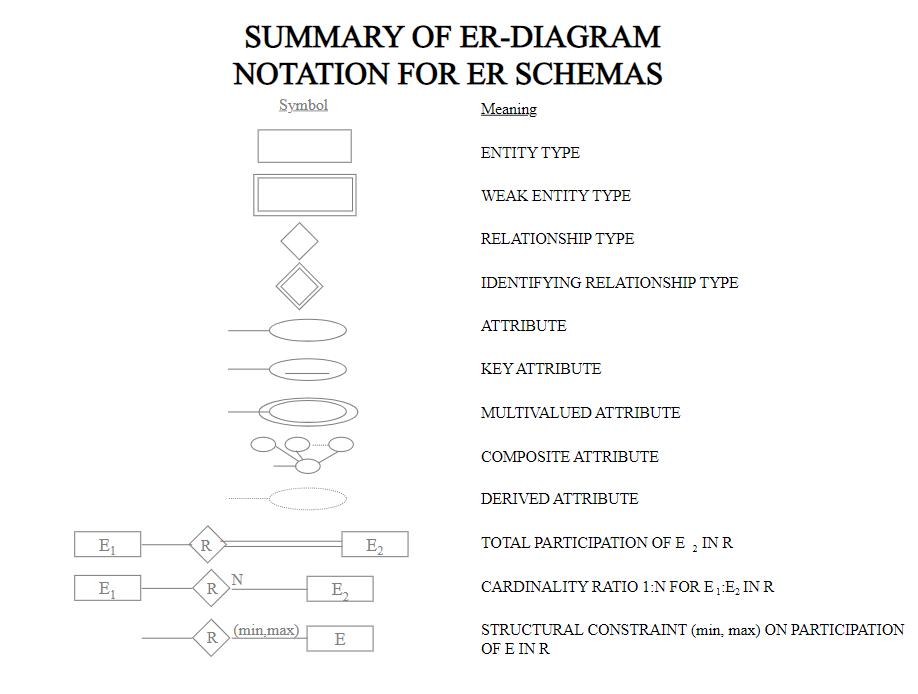 SUMMARY OF ER-DIAGRAM
NOTATION FOR ER SCHEMAS
Symbol Meaning
ENTITY TYPE
WEAK ENTITY TYPE
RELATIONSHIP TYPE
IDENTIFYING RELATIONSHIP TYPE
ATTRIBUTE
KEY ATTRIBUTE
MULTIVALUED ATTRIBUTE
COMPOSITE ATTRIBUTE
DERIVED ATTRIBUTE
E1 R E2 TOTAL PARTICIPATION OF E 2 IN R
E1 R N E2 CARDINALITY RATIO 1:N FOR E1:E2 IN R
R (min,max) E STRUCTURAL CONSTRAINT (min, max) ON PARTICIPATION
OF E IN R